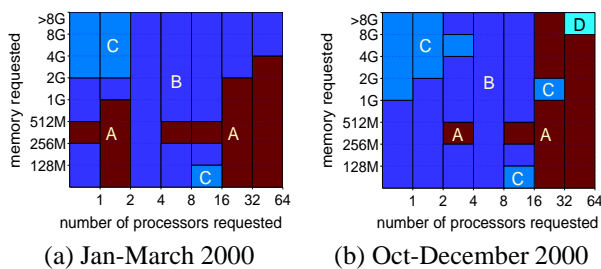 memory requested
>8G
8G
4G
2G
1G
512M
256M
128M
C
B
A
A
C
1 2 4 8 16 32 64
number of processors requested
(a) Jan-March 2000
memory requested
>8G
8G
4G
2G
1G
512M
256M
128M
D
C
B
C
A
A
C
1 2 4 8 16 32 64
number of processors requested
(b) Oct-December 2000